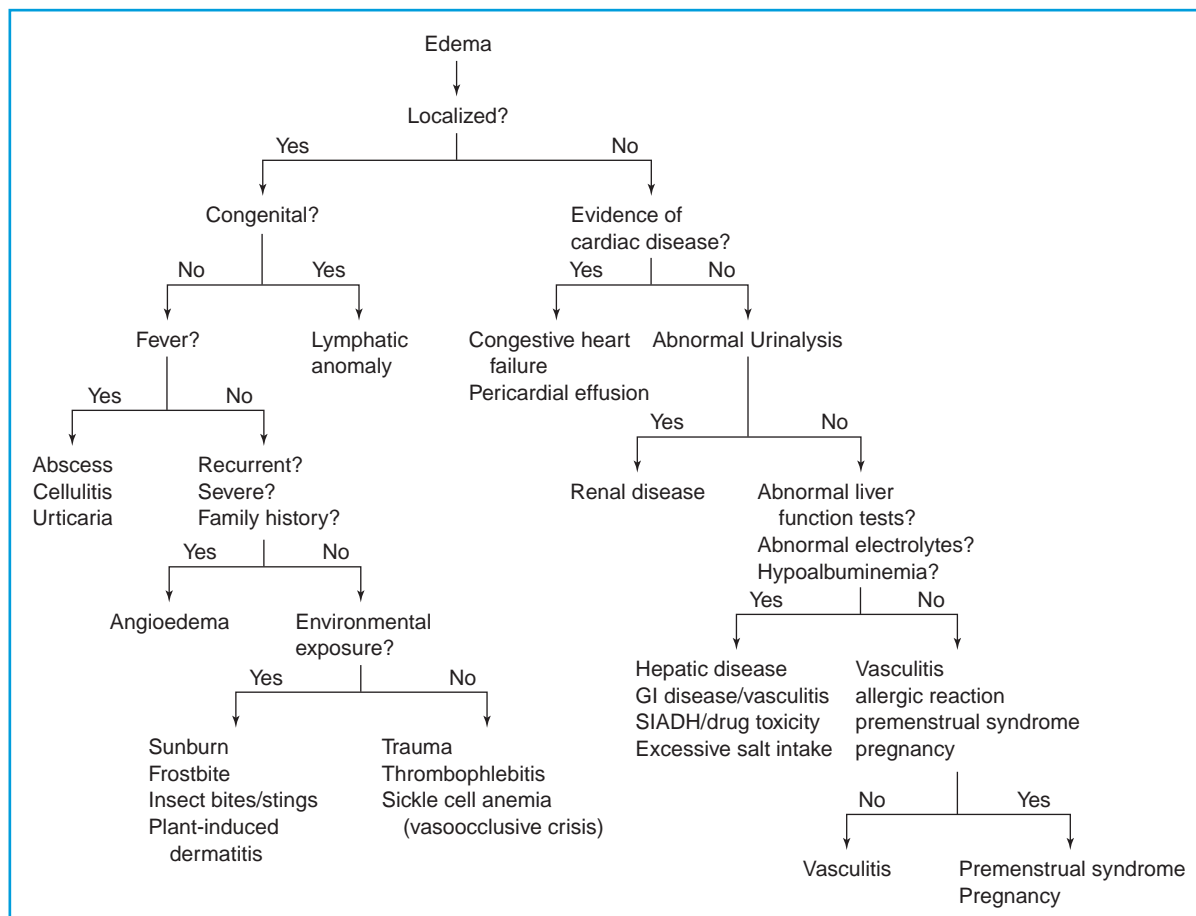 Edema
Localized?
Yes
No
Congenital?
Evidence of
cardiac disease?
No
Yes
Yes
No
Fever?
Lymphatic
anomaly
Congestive heart
failure
Pericardial effusion
Abnormal Urinalysis
Yes
No
Yes
No
Abscess
Cellulitis
Urticaria
Recurrent?
Severe?
Family history?
Renal disease
Abnormal liver
function tests?
Abnormal electrolytes?
Hypoalbuminemia?
Yes
No
Yes
No
Angioedema
Environmental
exposure?
Hepatic disease
GI disease/vasculitis
SIADH/drug toxicity
Excessive salt intake
Vasculitis
allergic reaction
premenstrual syndrome
pregnancy
Yes
No
Sunburn
Frostbite
Insect bites/stings
Plant-induced
dermatitis
Trauma
Thrombophlebitis
Sickle cell anemia
(vasoocclusive crisis)
No
Yes
Vasculitis
Premenstrual syndrome
Pregnancy